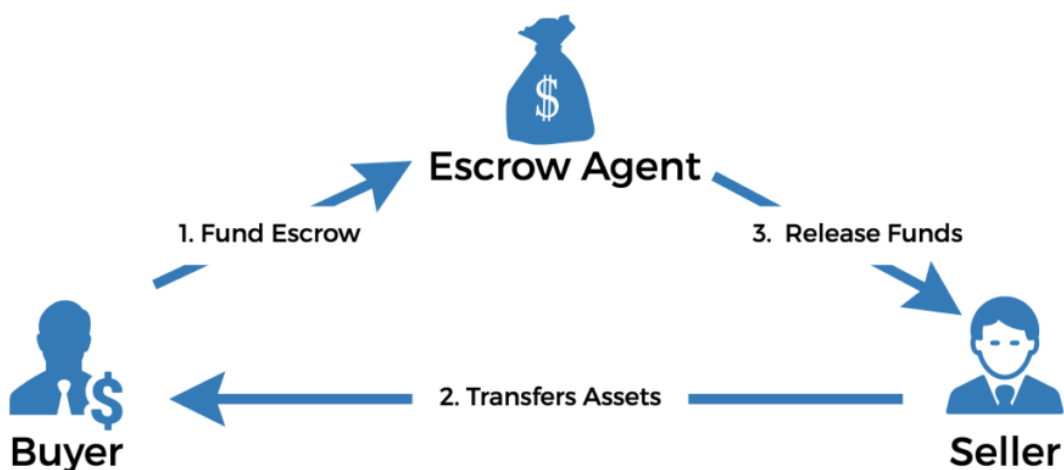 $
Escrow Agent
1. Fund Escrow
3. Release Funds
$
2. Transfers Assets
Buyer
Seller